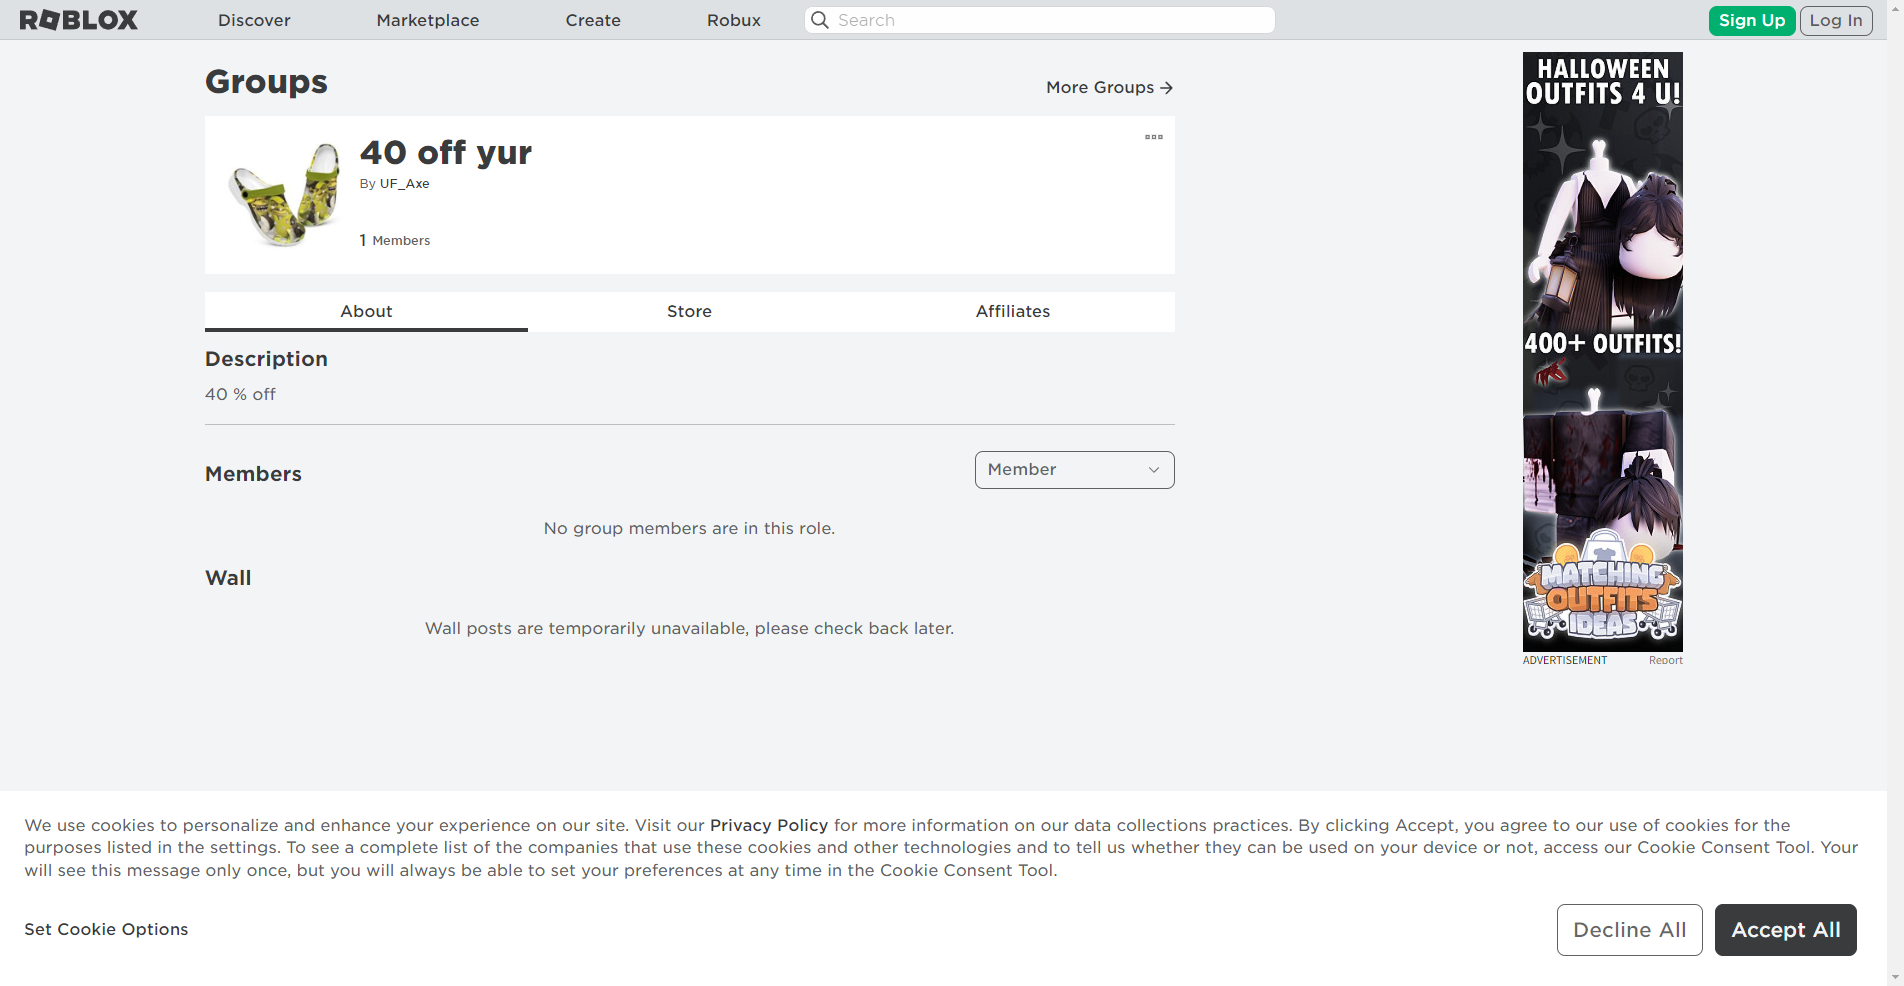 ROBLOX
Discover
Marketplace
Create
Robux
Search
Sign Up
Log In
Groups
More Groups
40 off yur
By UF_Axe
1 Members
About
Store
Affiliates
Description
40 % off
Members
Member
No group members are in this role.
Wall
Wall posts are temporarily unavailable, please check back later.
HALLOWEEN
OUTFITS 4 U!
400+ OUTFITS!
MATCHING
OUTFITS
IDEAS
ADVERTISEMENT
Report
We use cookies to personalize and enhance your experience on our site. Visit our Privacy Policy for more information on our data collections practices. By clicking Accept, you agree to our use of cookies for the
purposes listed in the settings. To see a complete list of the companies that use these cookies and other technologies and to tell us whether they can be used on your device or not, access our Cookie Consent Tool. Your
will see this message only once, but you will always be able to set your preferences at any time in the Cookie Consent Tool.
Set Cookie Options
Decline All
Accept All